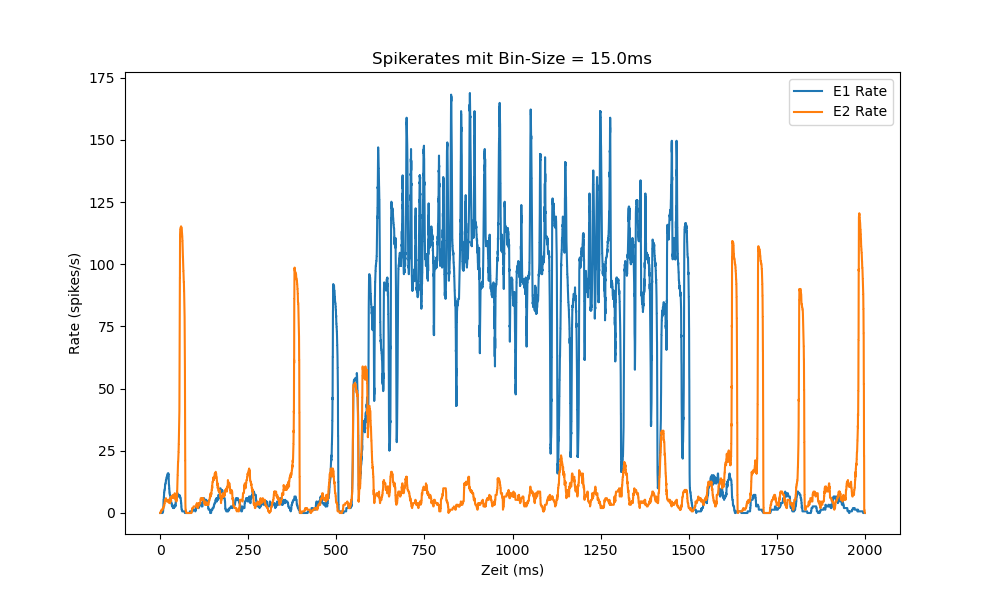 Spikerates mit Bin-Size = 15.0ms
175
150
125
100
75
50
25
0
Rate (spikes/s)
E1 Rate
E2 Rate
0 250 500 750 1000 1250 1500 1750 2000
Zeit (ms)